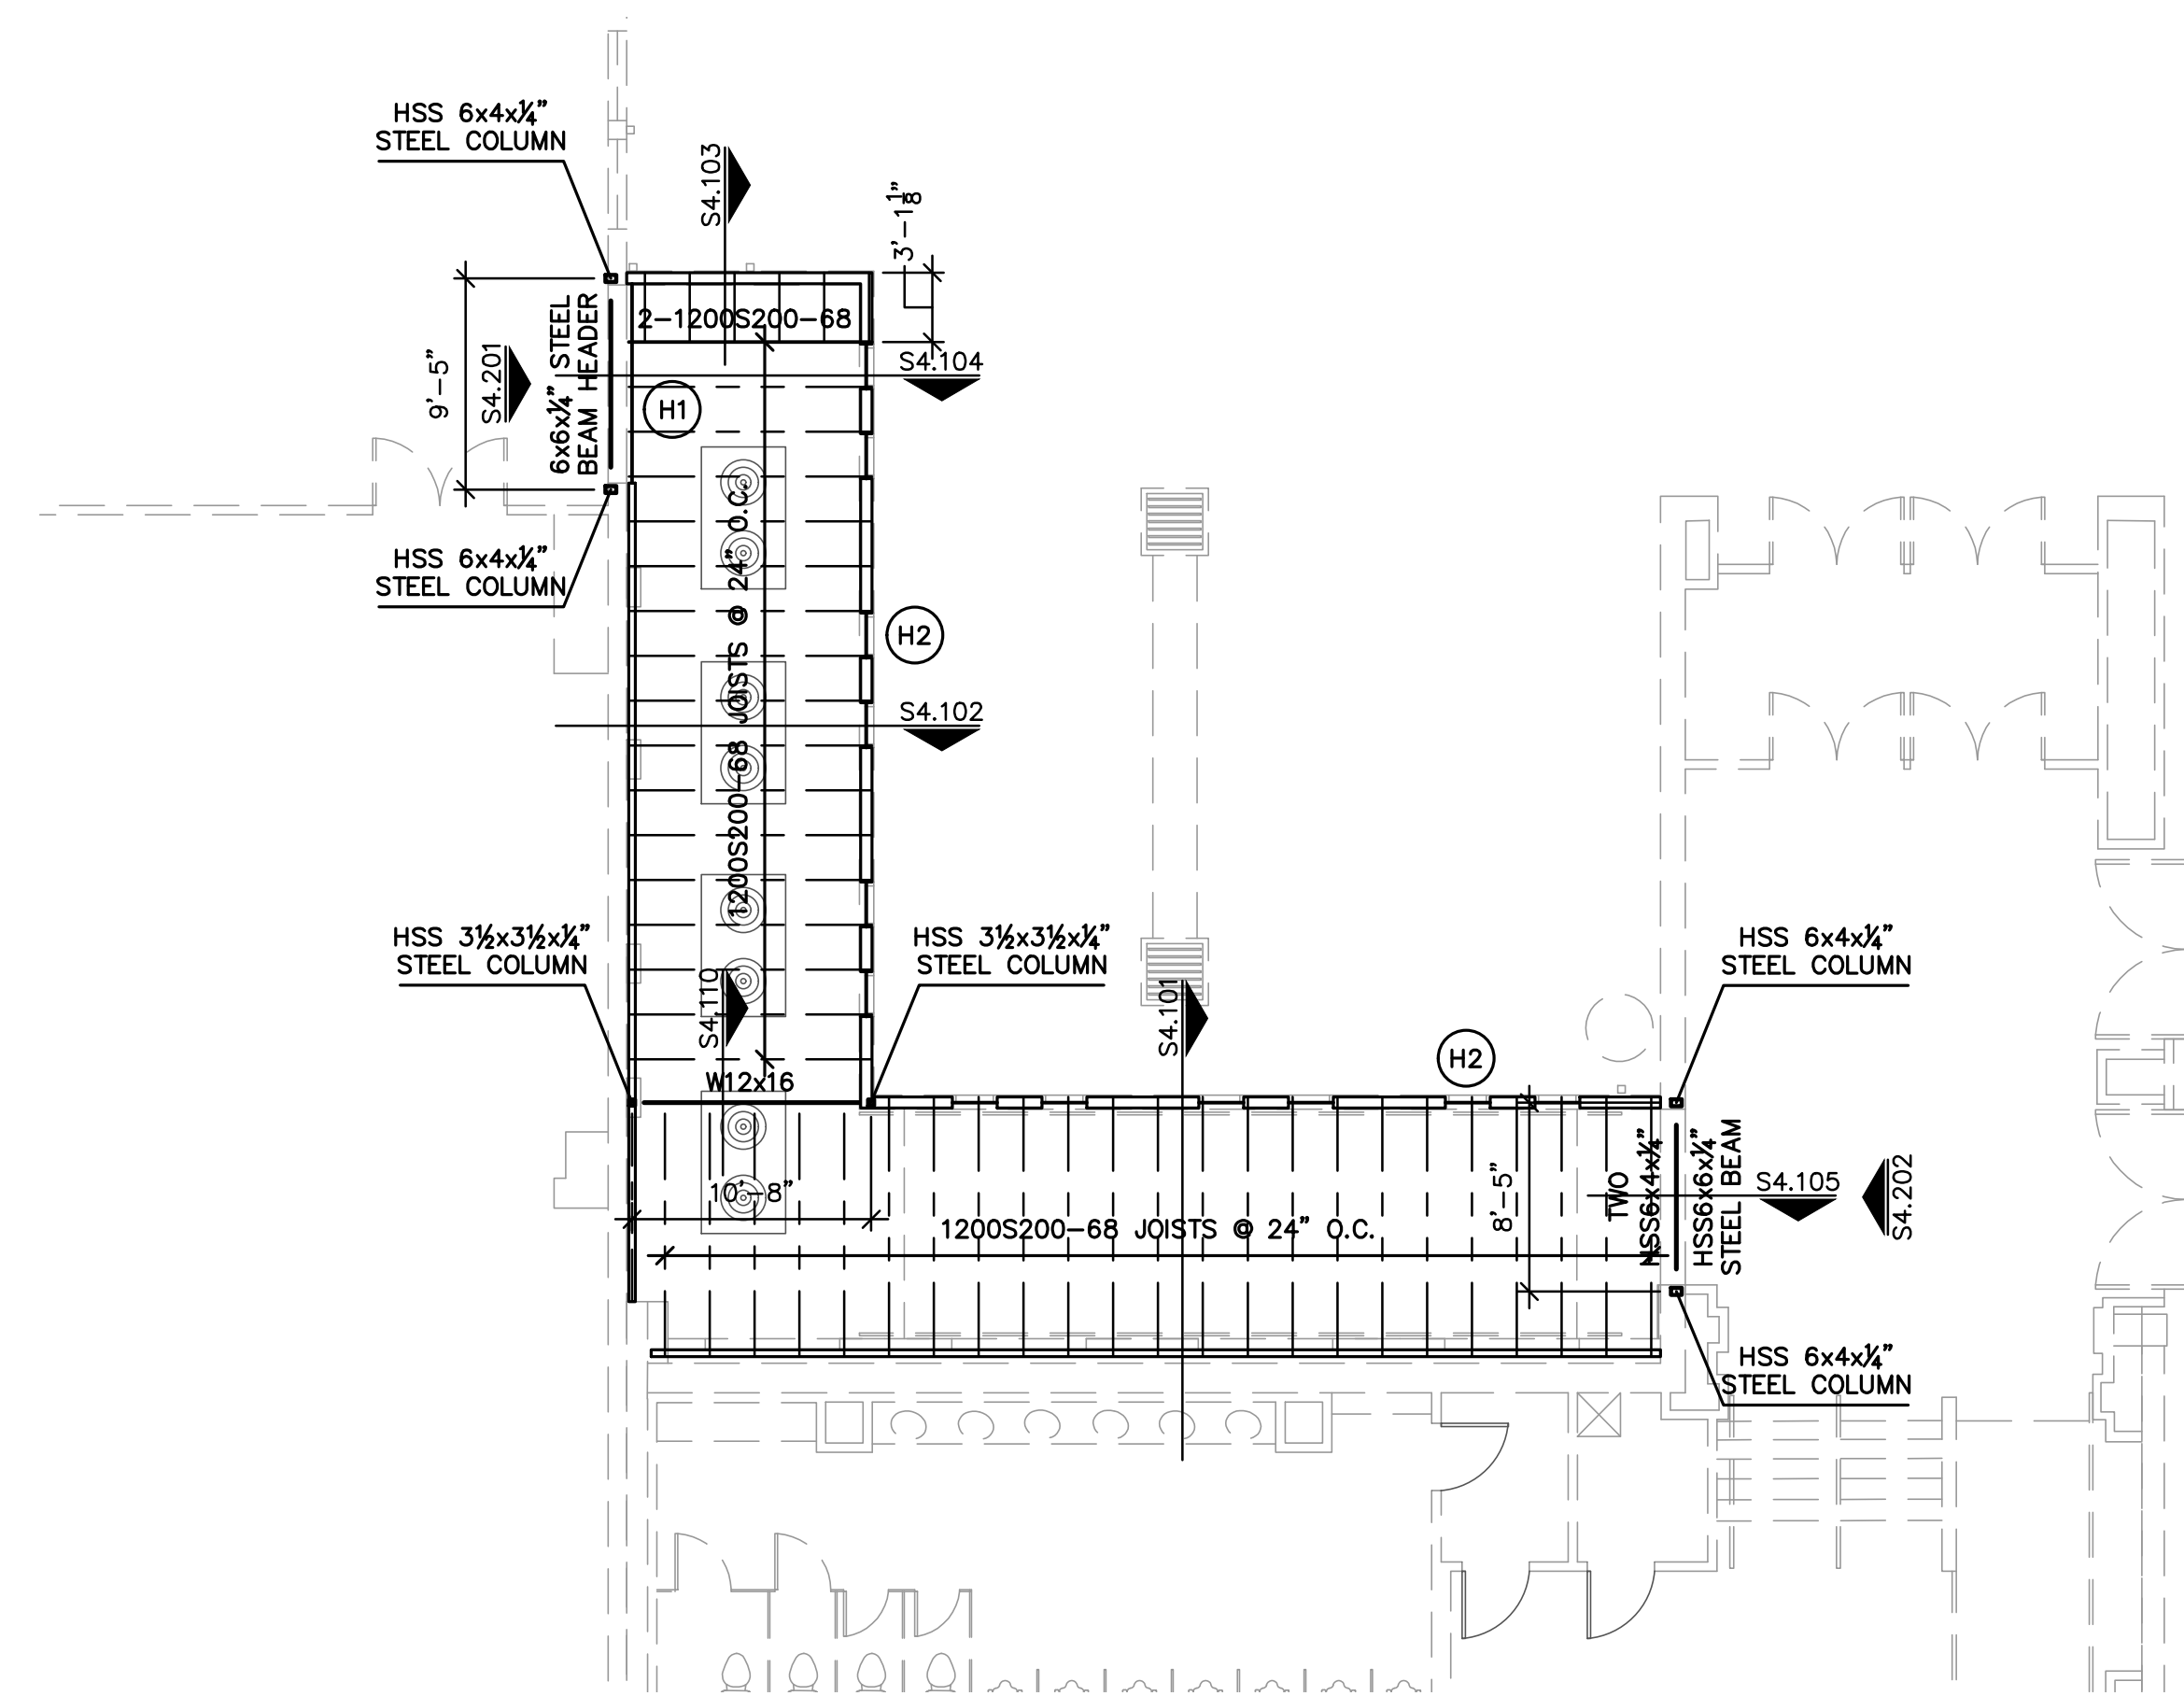 HSS 6x4x¼”
STEEL COLUMN
S4.103
3'-1⅛”
9'-5”
S4.201
6x6x¼” STEEL
BEAM HEADER
2-1200S200-68
S4.104
H1
HSS 6x4x¼”
STEEL COLUMN
1200S200-68 JOISTS @ 24” O.C.
H2
S4.102
HSS 3½x3½x¼”
STEEL COLUMN
HSS 3½x3½x¼”
STEEL COLUMN
HSS 6x4x¼”
STEEL COLUMN
S4.110
S4.101
H2
W12x16
10'-8”
1200S200-68 JOISTS @ 24” O.C.
8'-5”
TWO
HSS6x4x¼”
HSS6x6x¼”
STEEL BEAM
S4.105
S4.202
HSS 6x4x¼”
STEEL COLUMN